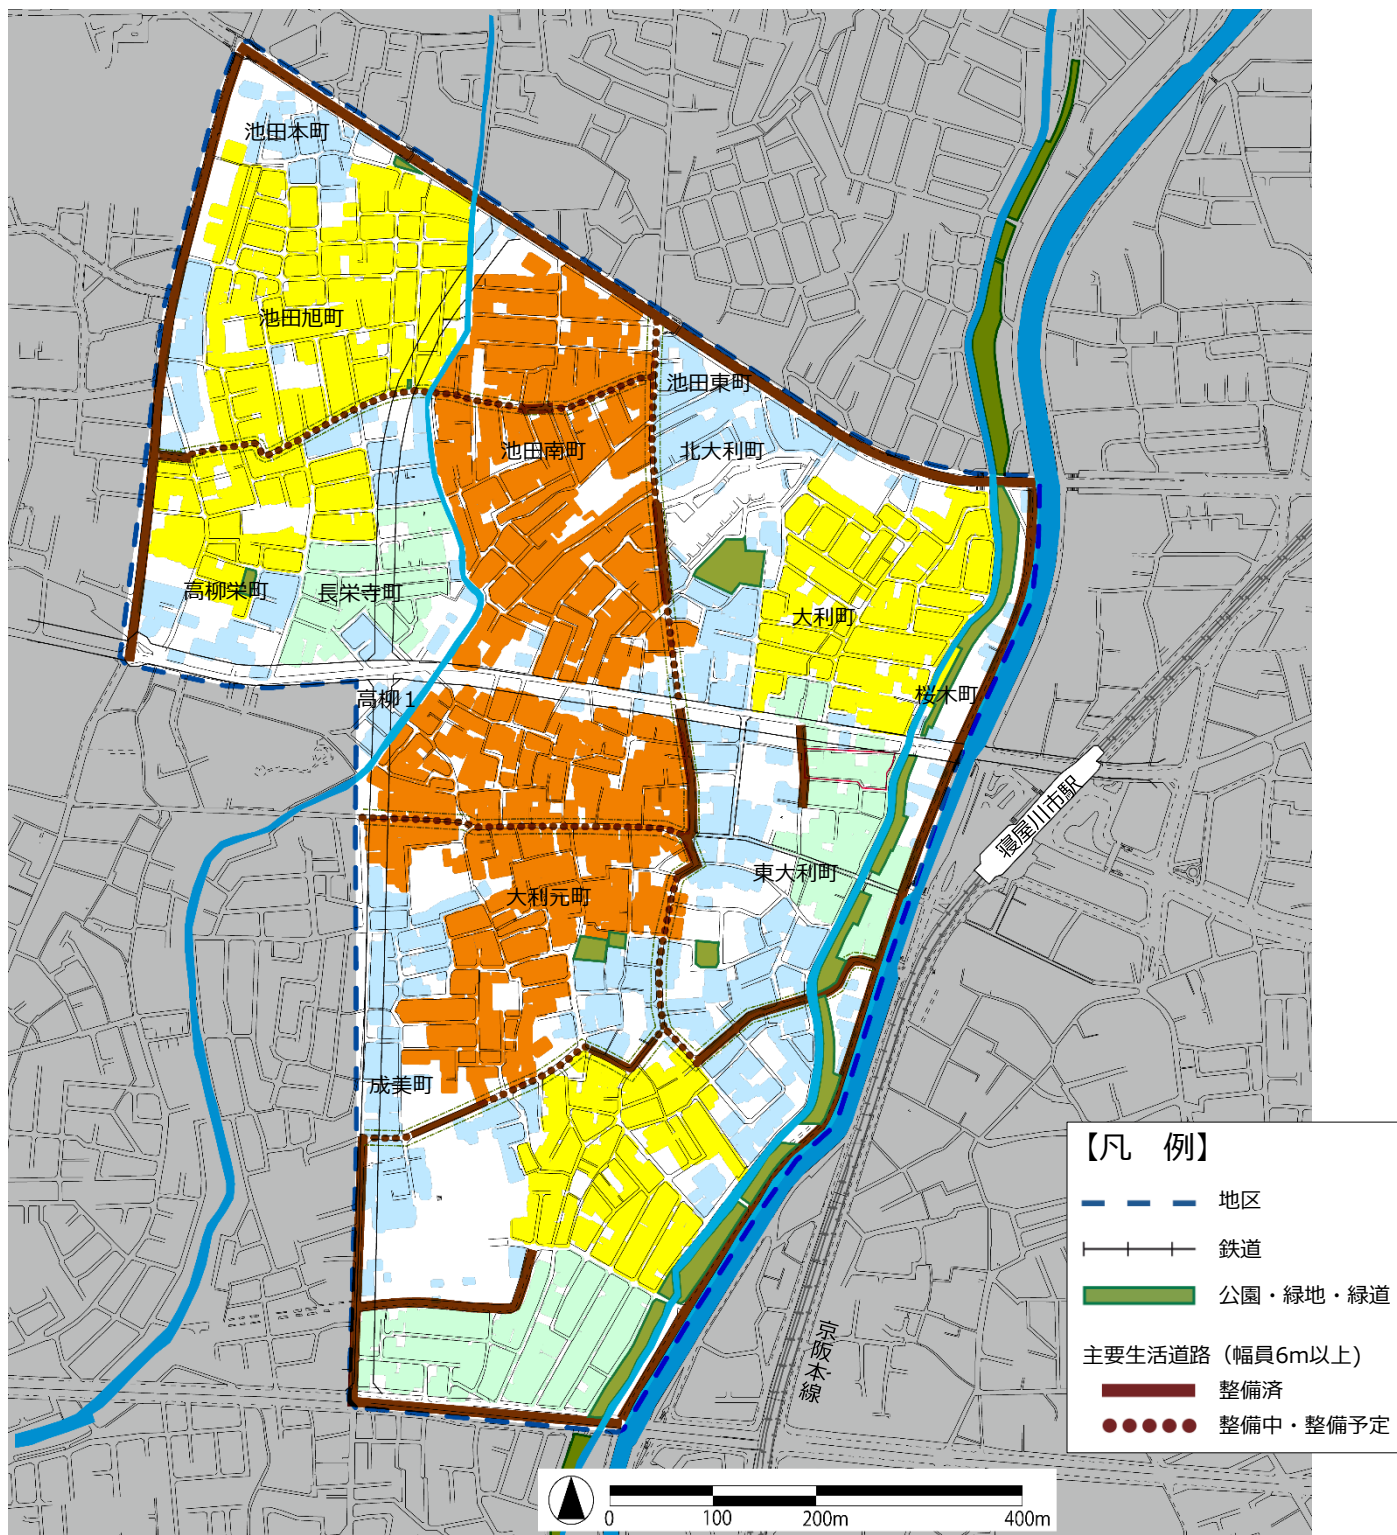 池田本町
池田旭町
池田東町
池田南町
北大利町
高柳栄町
長栄寺町
大利町
高柳1
桜木町
寝屋川市駅
東大利町
大利元町
成美町
京阪本線
【凡 例】
地区
鉄道
公園・緑地・緑道
主要生活道路（幅員6m以上)
整備済
整備中・整備予定
0 100 200m 400m